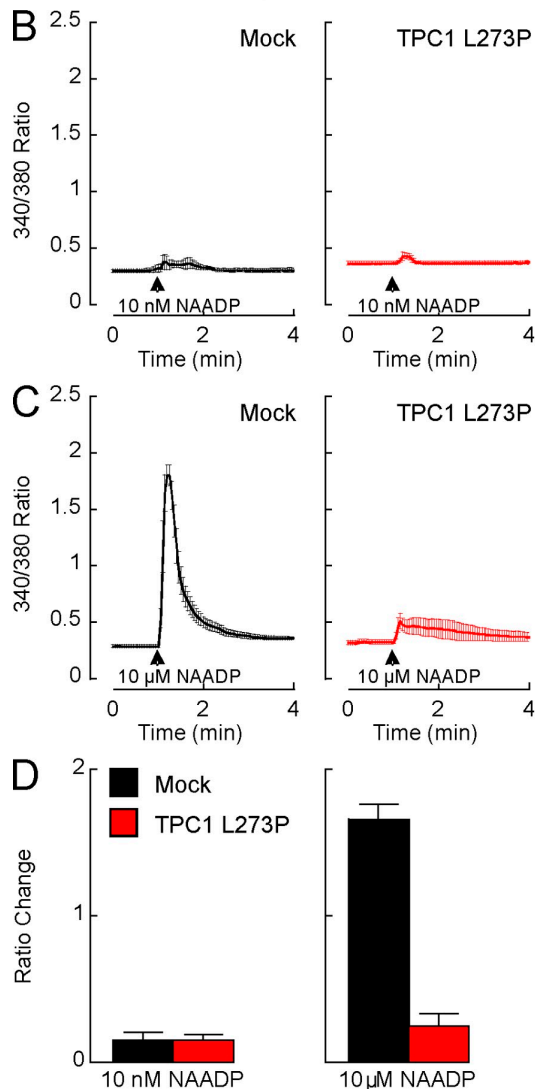 B
Mock
TPC1 L273P
2.5
2
1.5
1
0.5
0
340/380 Ratio
10 nM NAADP
10 nM NAADP
0 2 4
0 2 4
Time (min)
Time (min)
C
Mock
TPC1 L273P
2.5
2
1.5
1
0.5
0
340/380 Ratio
10 µM NAADP
10 µM NAADP
0 2 4
0 2 4
Time (min)
Time (min)
D
Mock
TPC1 L273P
2
1
0
Ratio Change
10 nM NAADP
10 µM NAADP